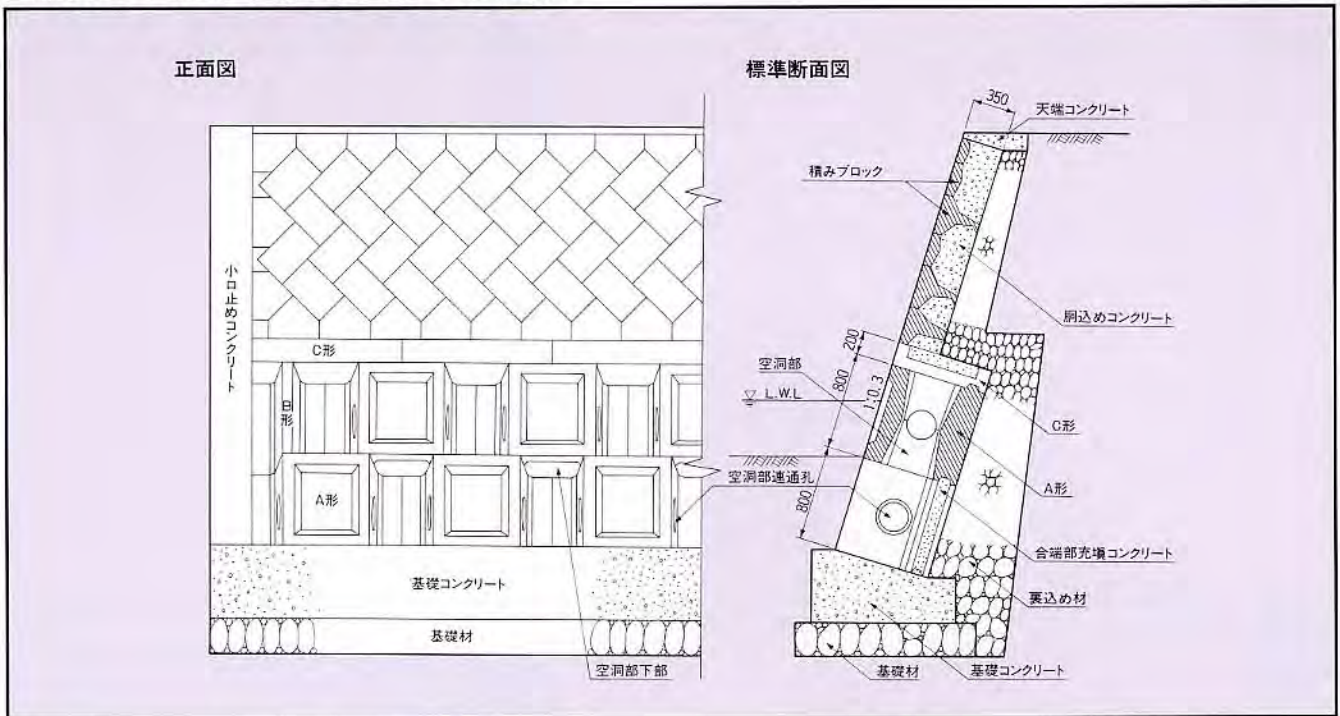 正面図
小口止めコンクリート
C形
B形
A形
基礎コンクリート
基礎材
空洞部下部
標準断面図
350
天端コンクリート
積みブロック
胴込めコンクリート
200
空洞部
800
1:0.3
L.W.L
C形
空洞部連通孔
A形
800
合端部充塡コンクリート
裏込め材
基礎材
基礎コンクリート